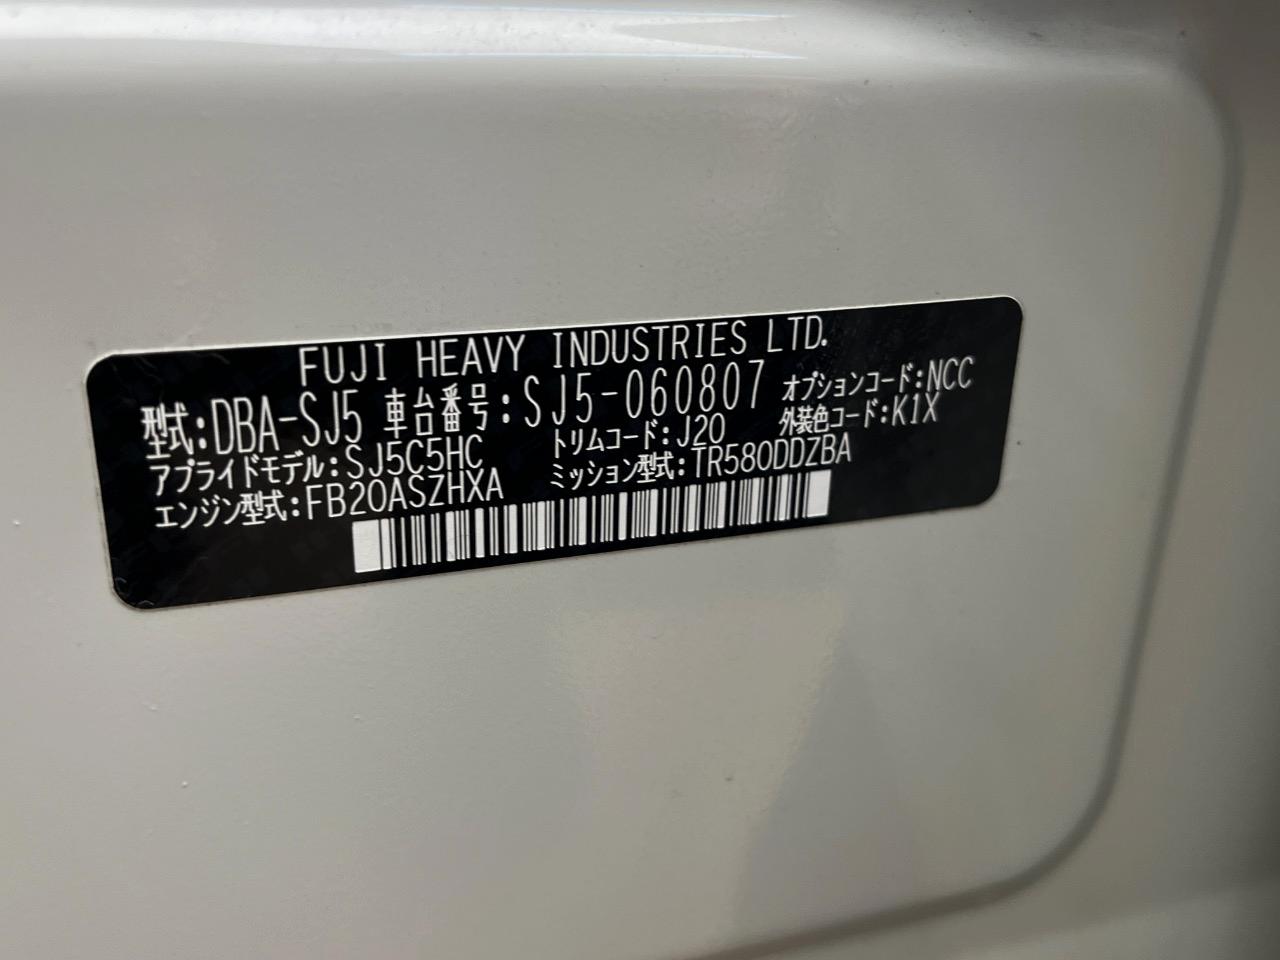 FUJI HEAVY INDUSTRIES LTD.
型式:DBA-SJ5 車台番号:SJ5-060807 オプションコード:NCC
アプライドモデル:SJ5C5HC トリムコード:J20 外装色コード:K1X
エンジン型式:FB20ASZHXA ミッション型式:TR580DDZBA